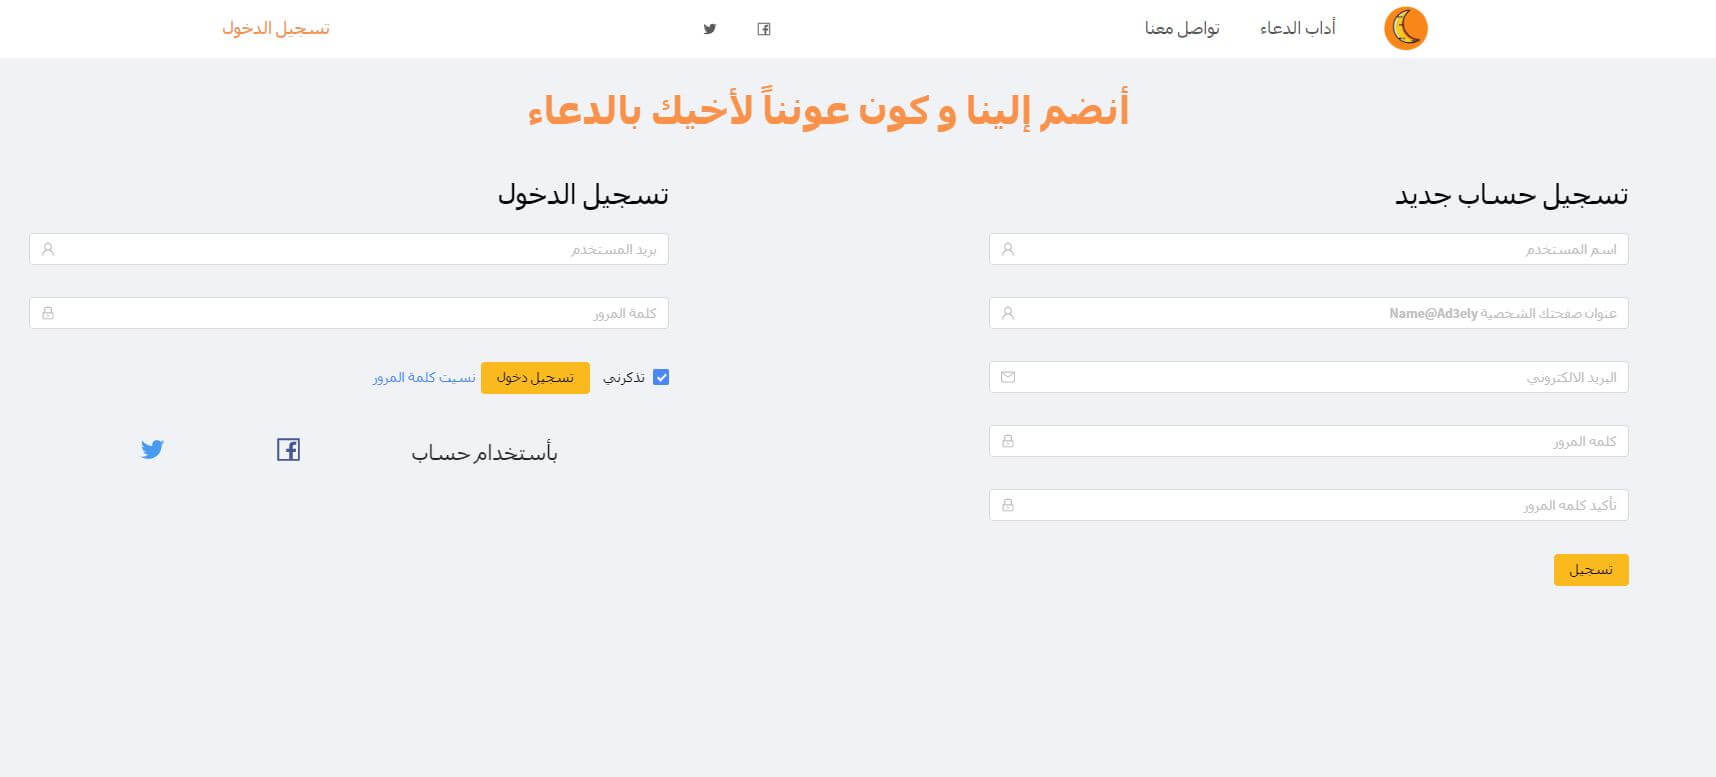 أداب الدعاء
تواصل معنا
تسجيل الدخول
أنضم إلينا و كون عونناً لأخيك بالدعاء
تسجيل حساب جديد
اسم المستخدم
عنوان صفحتك الشخصية Name@Ad3ely
البريد الالكتروني
كلمه المرور
تأكيد كلمه المرور
تسجيل
تسجيل الدخول
بريد المستخدم
كلمة المرور
تذكرني
تسجيل دخول
نسيت كلمة المرور
بأستخدام حساب